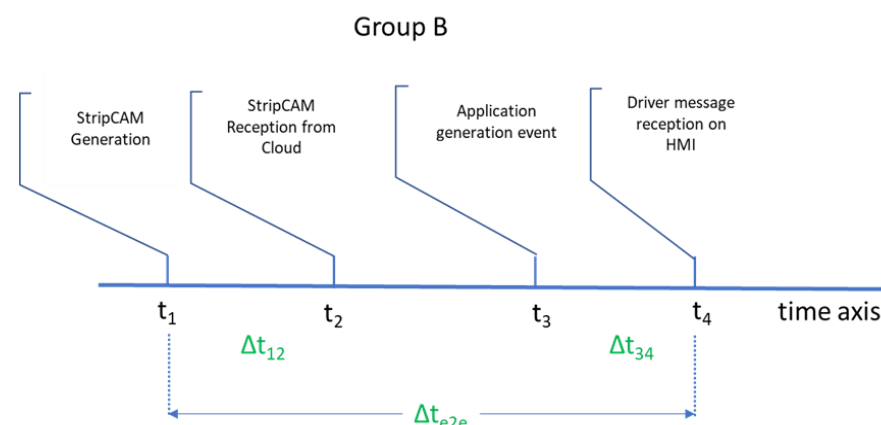 Group B
StripCAM
Generation
StripCAM
Reception from
Cloud
Application
generation event
Driver message
reception on
HMI
t1 t2 t3 t4 time axis
Δt12 Δt34
Δte2e